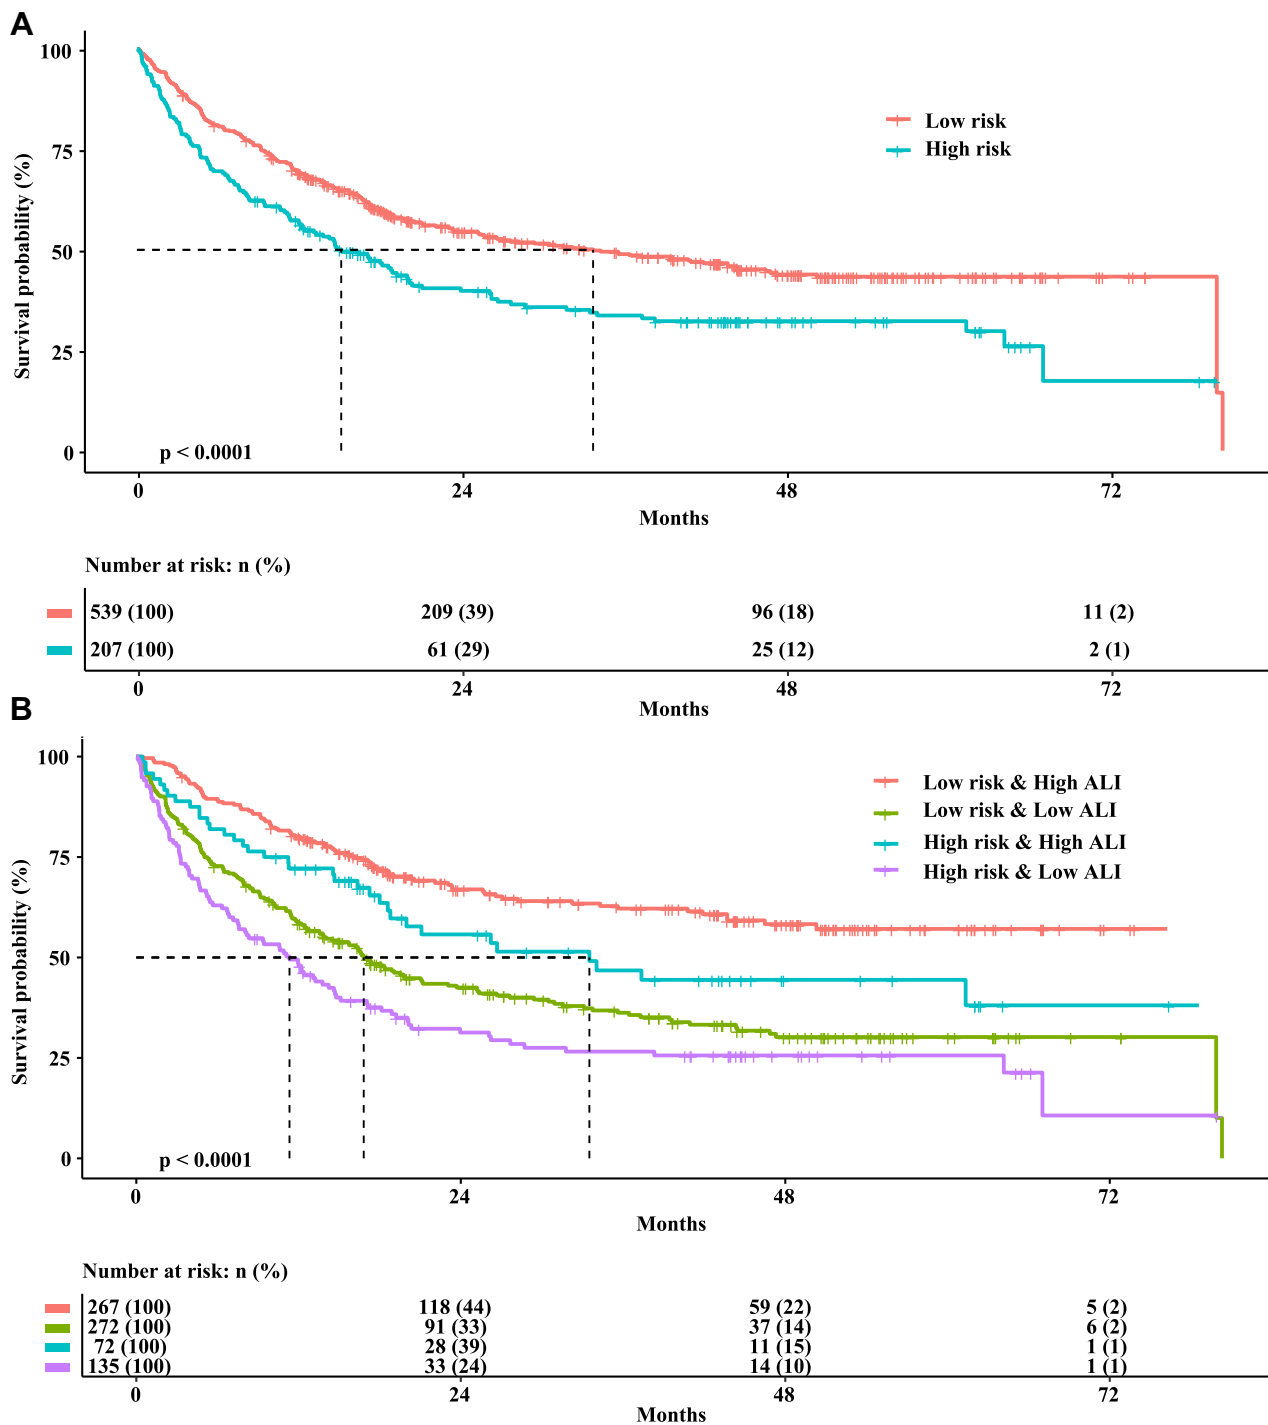 A
100
75
50
25
0
Survival probability (%)
Low risk
High risk
p < 0.0001
0 24 48 72
Months
Number at risk: n (%)
539 (100) 209 (39) 96 (18) 11 (2)
207 (100) 61 (29) 25 (12) 2 (1)
0 24 48 72
Months
B
100
75
50
25
0
Survival probability (%)
Low risk & High ALI
Low risk & Low ALI
High risk & High ALI
High risk & Low ALI
p < 0.0001
0 24 48 72
Months
Number at risk: n (%)
267 (100) 118 (44) 59 (22) 5 (2)
272 (100) 91 (33) 37 (14) 6 (2)
72 (100) 28 (39) 11 (15) 1 (1)
135 (100) 33 (24) 14 (10) 1 (1)
0 24 48 72
Months